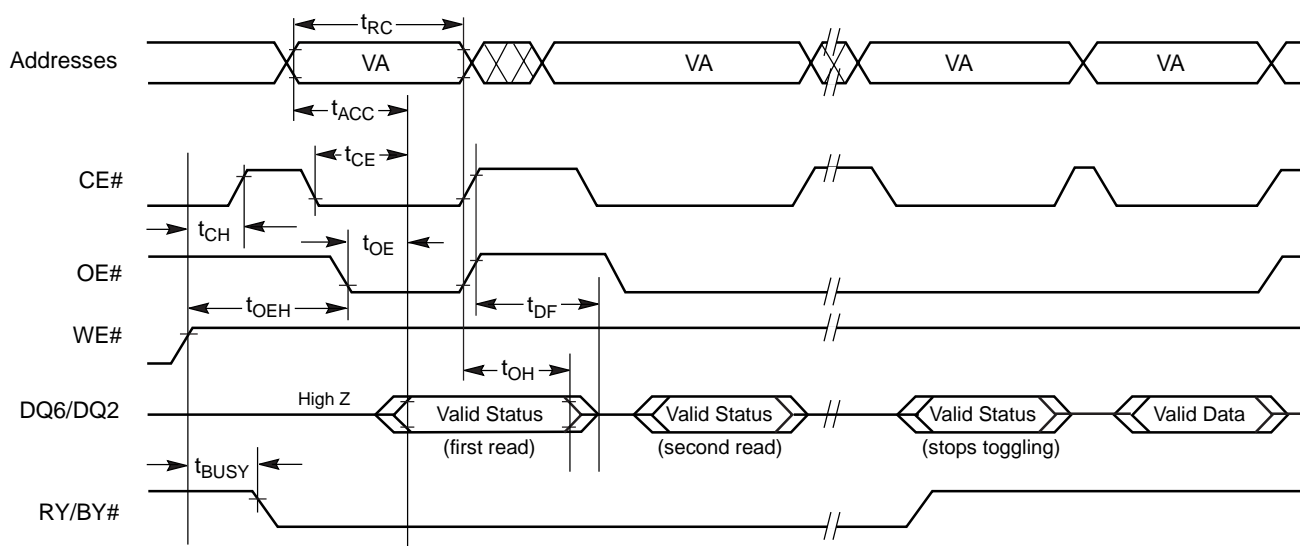 tRC
Addresses VA VA VA VA
tACC
tCE
CE#
tCH tOE
OE#
tOEH tDF
WE#
tOH
High Z
DQ6/DQ2 Valid Status Valid Status Valid Status Valid Data
(first read) (second read) (stops toggling)
tBUSY
RY/BY#